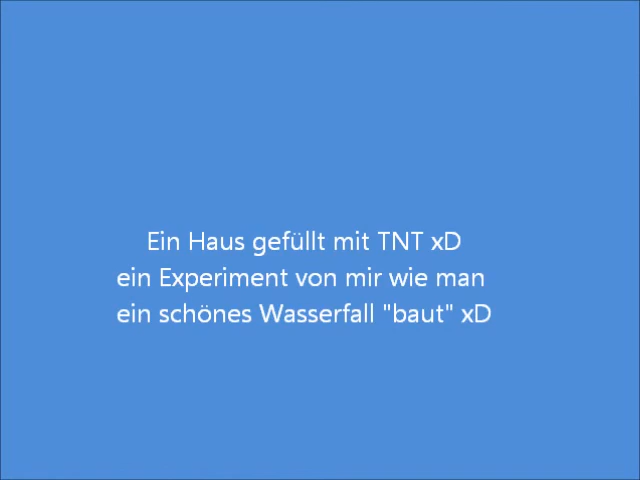 Ein Haus gefüllt mit TNT xD
ein Experiment von mir wie man
ein schönes Wasserfall "baut" xD